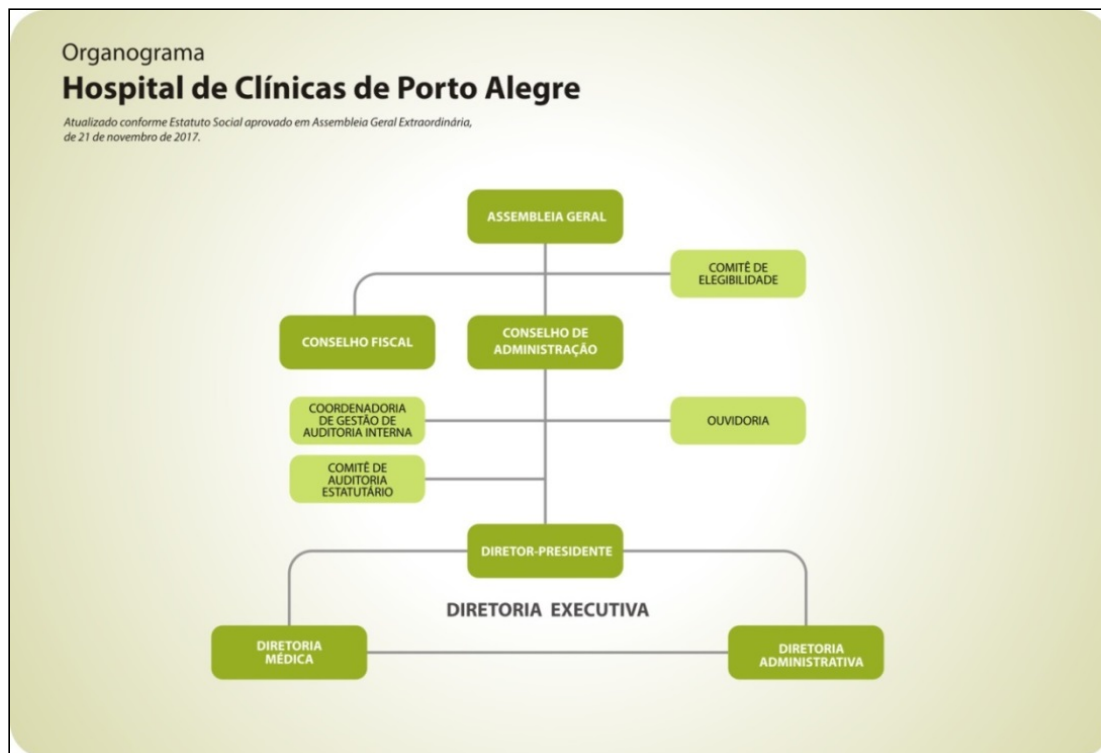 Organograma
Hospital de Clínicas de Porto Alegre
Atualizado conforme Estatuto Social aprovado em Assembleia Geral Extraordinária,
de 21 de novembro de 2017.
ASSEMBLEIA GERAL
COMITÊ DE
ELEGIBILIDADE
CONSELHO FISCAL
CONSELHO DE
ADMINISTRAÇÃO
COORDENADORIA
DE GESTÃO DE
AUDITORIA INTERNA
OUVIDORIA
COMITÊ DE
AUDITORIA
ESTATUTÁRIO
DIRETOR-PRESIDENTE
DIRETORIA EXECUTIVA
DIRETORIA
MÉDICA
DIRETORIA
ADMINISTRATIVA